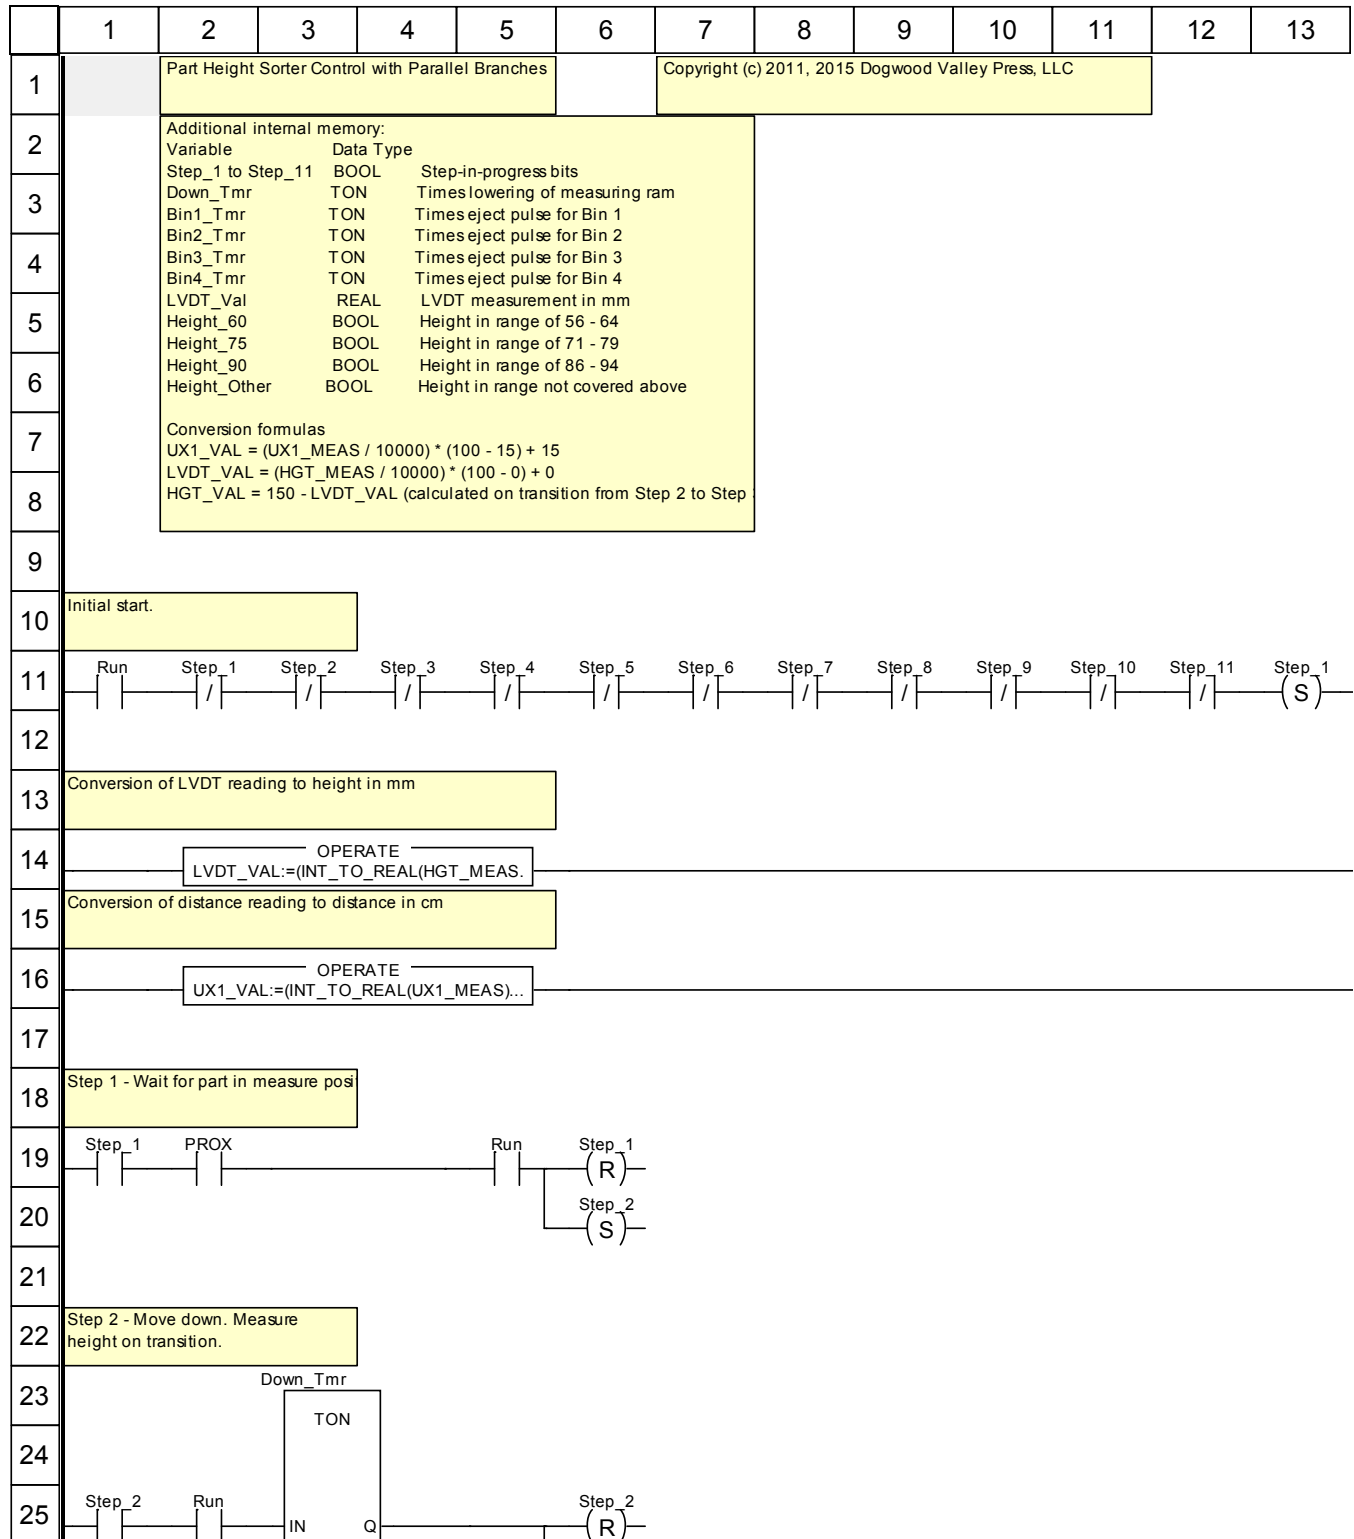 1 2 3 4 5 6 7 8 9 10 11 12 13
1
Part Height Sorter Control with Parallel Branches
Copyright (c) 2011, 2015 Dogwood Valley Press, LLC
2
Additional internal memory:
Variable Data Type
Step_1 to Step_11 BOOL Step-in-progress bits
3
Down_Tmr TON Times lowering of measuring ram
Bin1_Tmr TON Times eject pulse for Bin 1
Bin2_Tmr TON Times eject pulse for Bin 2
4
Bin3_Tmr TON Times eject pulse for Bin 3
Bin4_Tmr TON Times eject pulse for Bin 4
LVDT_Val REAL LVDT measurement in mm
5
Height_60 BOOL Height in range of 56 - 64
Height_75 BOOL Height in range of 71 - 79
Height_90 BOOL Height in range of 86 - 94
6
Height_Other BOOL Height in range not covered above
7
Conversion formulas
UX1_VAL = (UX1_MEAS / 10000) * (100 - 15) + 15
LVDT_VAL = (HGT_MEAS / 10000) * (100 - 0) + 0
8
HGT_VAL = 150 - LVDT_VAL (calculated on transition from Step 2 to Step
9
10
Initial start.
11
Run Step_1 Step_2 Step_3 Step_4 Step_5 Step_6 Step_7 Step_8 Step_9 Step_10 Step_11 Step_1
/ / / / / / / / / / / S
12
13
Conversion of LVDT reading to height in mm
14
OPERATE
LVDT_VAL:=(INT_TO_REAL(HGT_MEAS.
15
Conversion of distance reading to distance in cm
16
OPERATE
UX1_VAL:=(INT_TO_REAL(UX1_MEAS)...
17
18
Step 1 - Wait for part in measure posi
19
Step_1 PROX Run Step_1
R
20
Step_2
S
21
22
Step 2 - Move down. Measure
height on transition.
23
Down_Tmr
TON
24
25
Step_2 Run Step_2
IN Q R